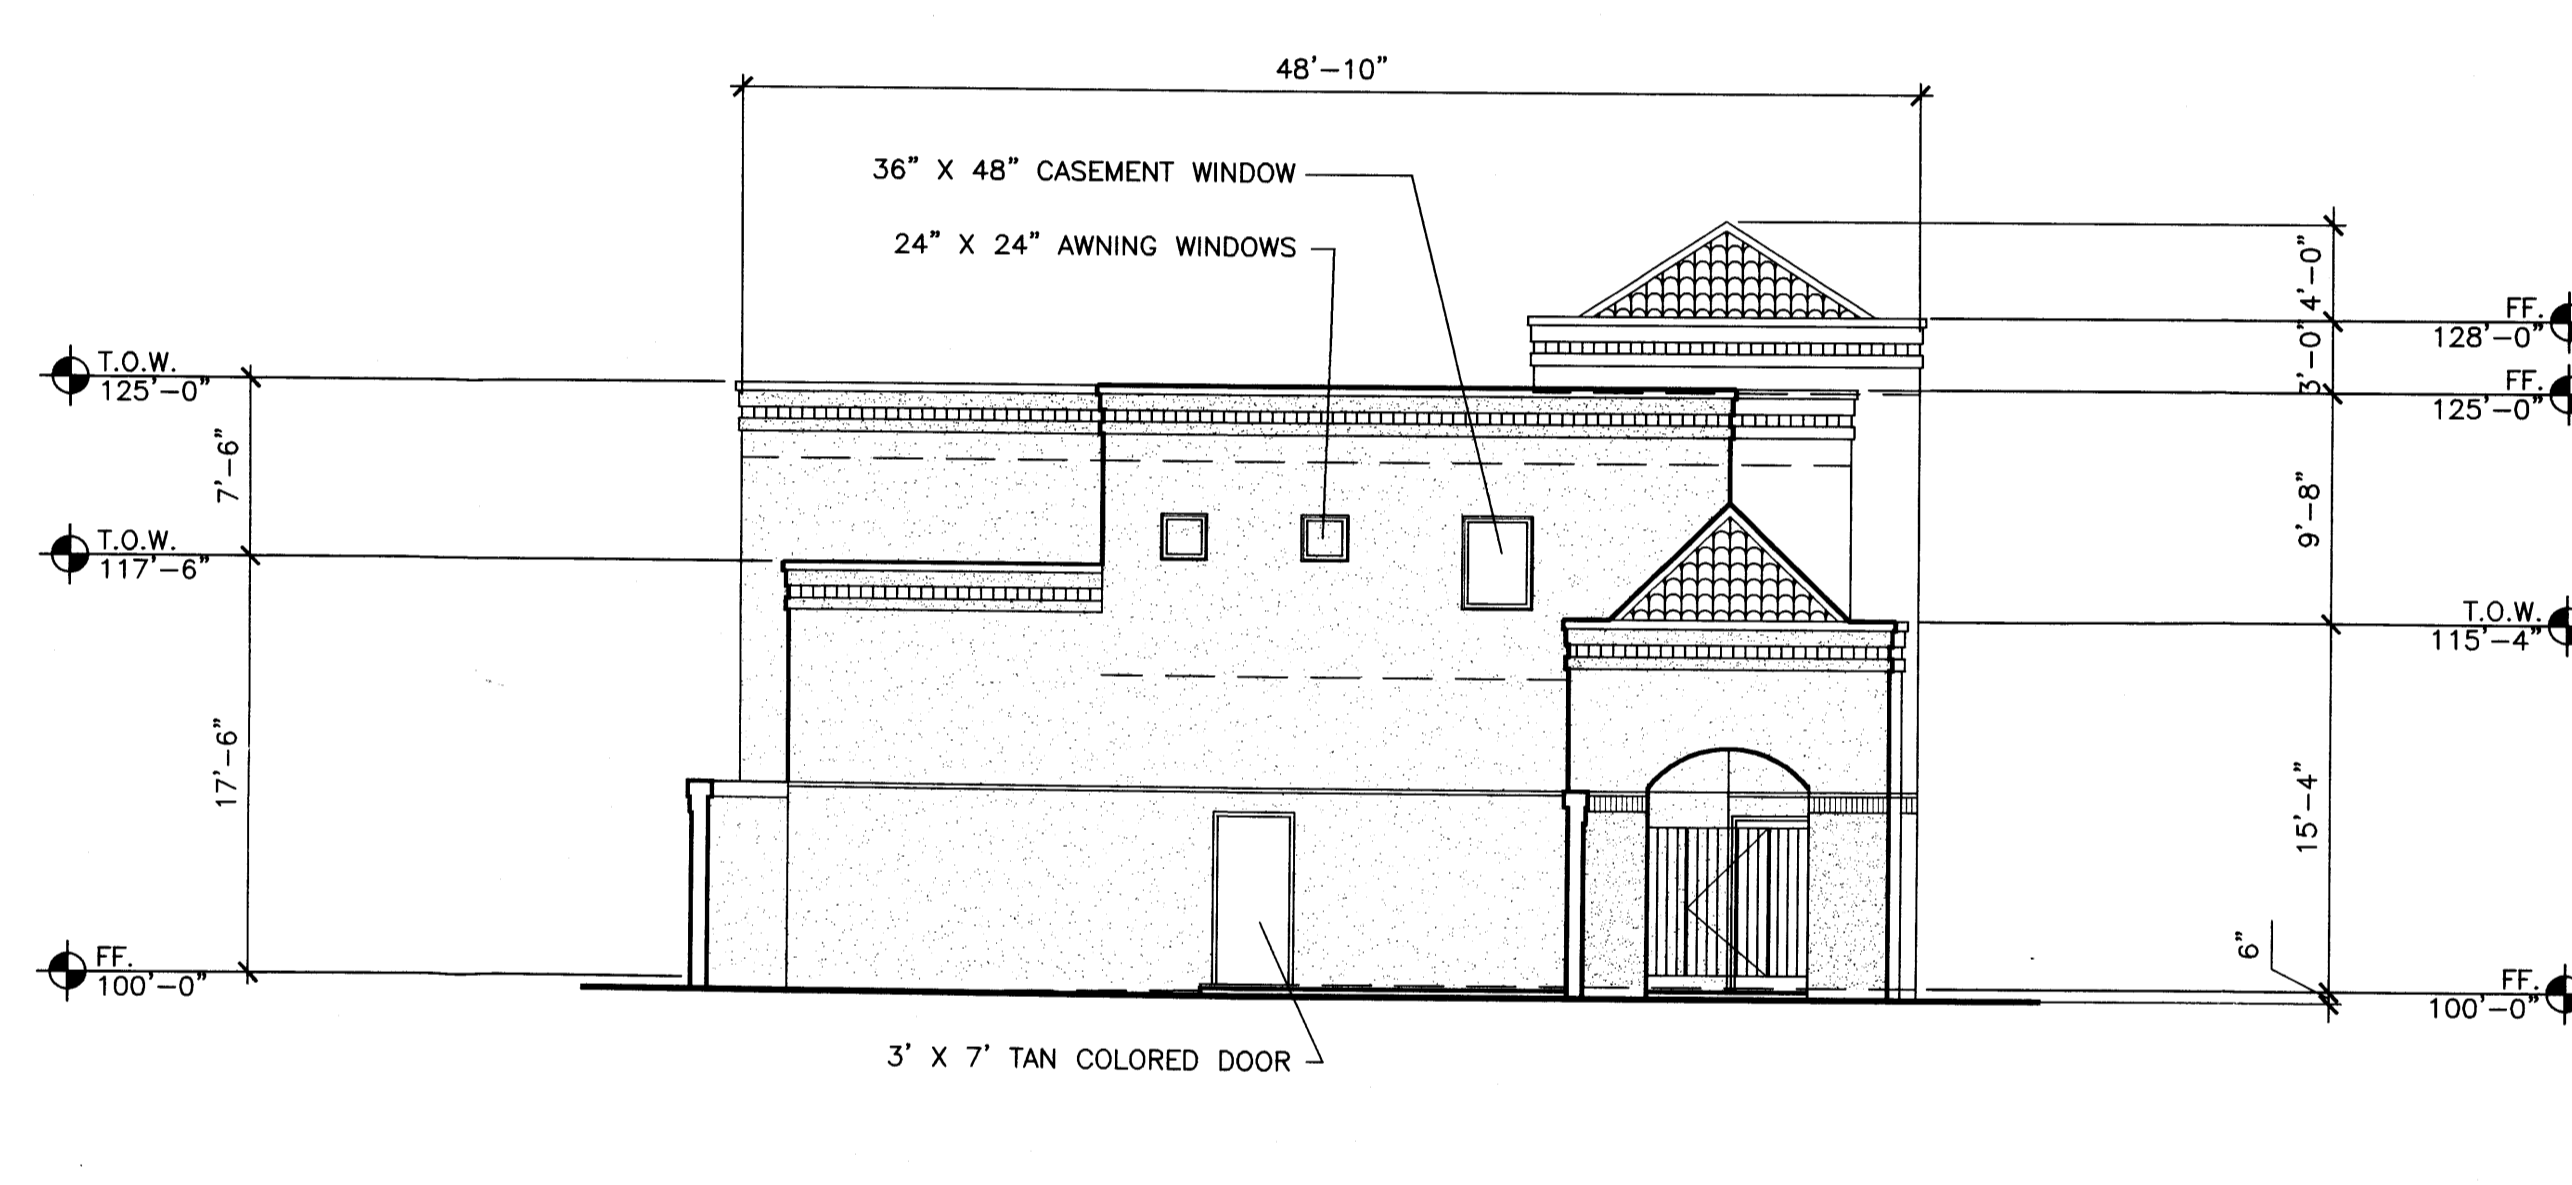 48'-10"
36" X 48" CASEMENT WINDOW
24" X 24" AWNING WINDOWS
4'-0"
FF.
128'-0"
3'-0"
T.O.W.
125'-0"
FF.
125'-0"
7'-6"
9'-8"
T.O.W.
117'-6"
T.O.W.
115'-4"
17'-6"
15'-4"
6"
FF.
100'-0"
FF.
100'-0"
3' X 7' TAN COLORED DOOR